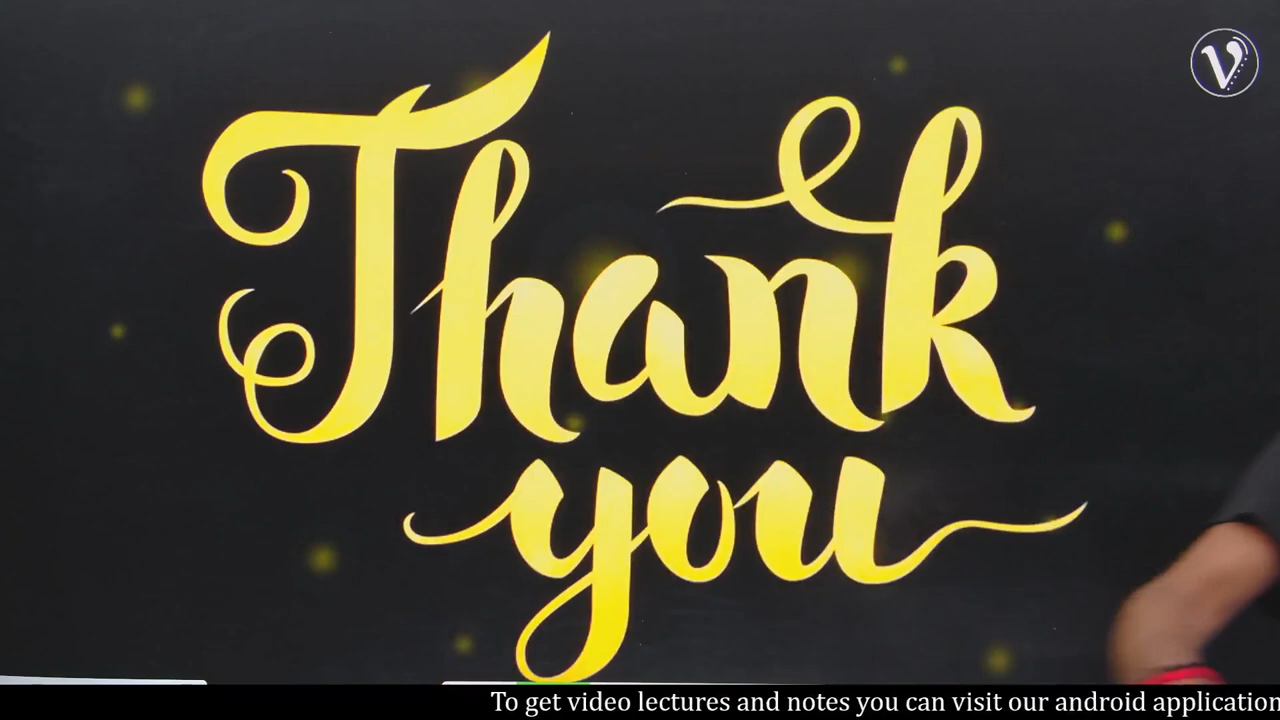 V
Thank
you
To get video lectures and notes you can visit our android application